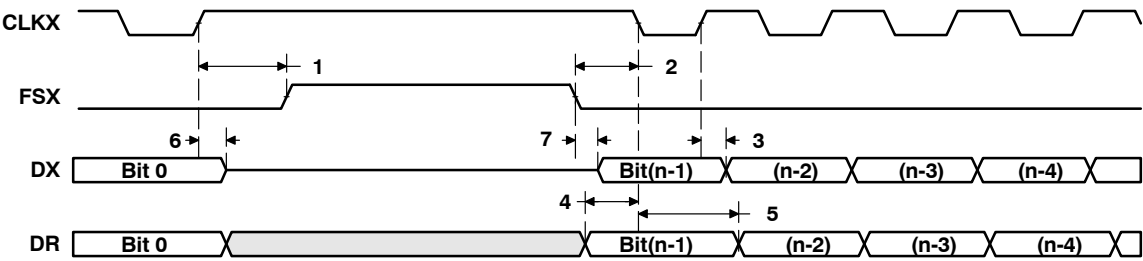 CLKX
1 2
FSX
6 7 3
DX Bit 0 Bit(n-1) (n-2) (n-3) (n-4)
4 5
DR Bit 0 Bit(n-1) (n-2) (n-3) (n-4)